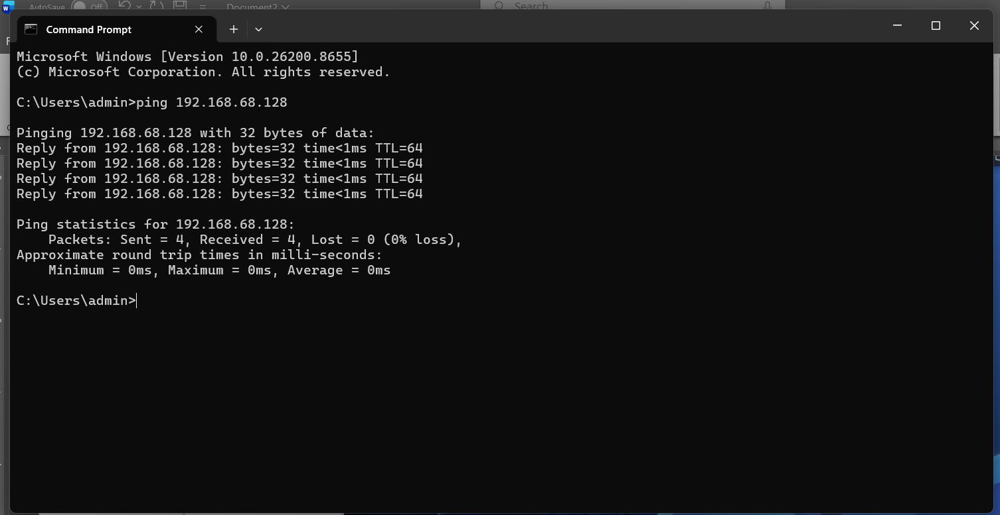 AutoSave Off Document2 Search
Command Prompt
Microsoft Windows [Version 10.0.26200.8655]
(c) Microsoft Corporation. All rights reserved.
C:\Users\admin>ping 192.168.68.128
Pinging 192.168.68.128 with 32 bytes of data:
Reply from 192.168.68.128: bytes=32 time<1ms TTL=64
Reply from 192.168.68.128: bytes=32 time<1ms TTL=64
Reply from 192.168.68.128: bytes=32 time<1ms TTL=64
Reply from 192.168.68.128: bytes=32 time<1ms TTL=64
Ping statistics for 192.168.68.128:
    Packets: Sent = 4, Received = 4, Lost = 0 (0% loss),
Approximate round trip times in milli-seconds:
    Minimum = 0ms, Maximum = 0ms, Average = 0ms
C:\Users\admin>